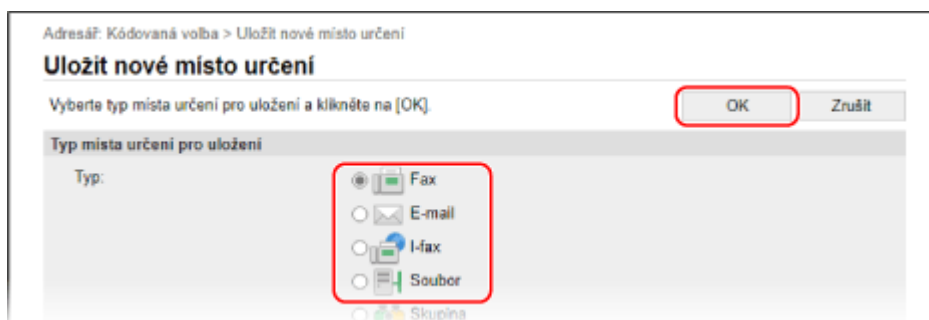 Adresář: Kódovaná volba > Uložit nové místo určení
Uložit nové místo určení
Vyberte typ místa určení pro uložení a klikněte na [OK].
OK
Zrušit
Typ místa určení pro uložení
Typ:
Fax
E-mail
I-fax
Soubor
Skupina